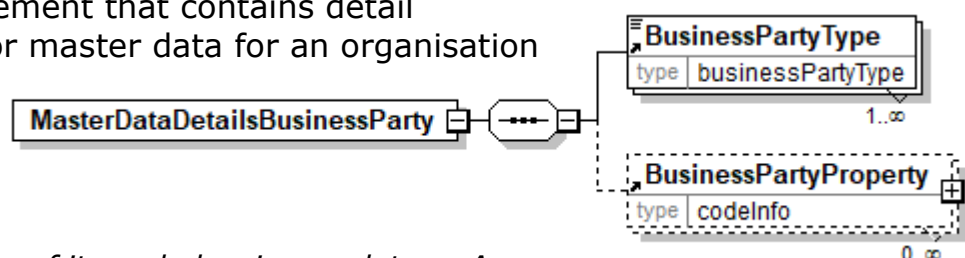 ement that contains detail
or master data for an organisation
BusinessPartyType
type businessPartyType
1..∞
MasterDataDetailsBusinessParty
BusinessPartyProperty
type codeInfo
0..∞